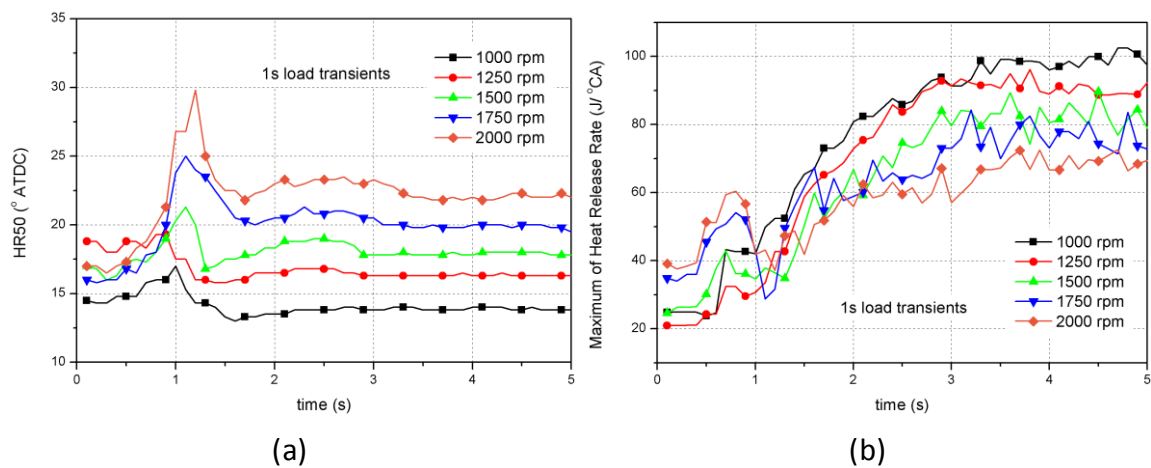 35
30
25
20
15
10
HR50 (° ATDC)
1s load transients
1000 rpm
1250 rpm
1500 rpm
1750 rpm
2000 rpm
0 1 2 3 4 5
time (s)
(a)
100
80
60
40
20
Maximum of Heat Release Rate (J/ °CA)
1s load transients
1000 rpm
1250 rpm
1500 rpm
1750 rpm
2000 rpm
0 1 2 3 4 5
time (s)
(b)